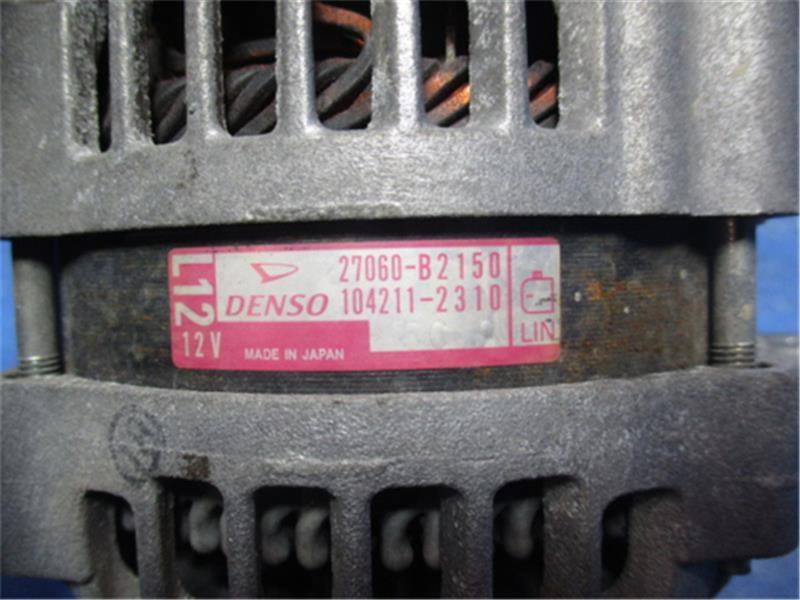 L12
12V
27060-B2150
DENSO 104211-2310
MADE IN JAPAN
LIN